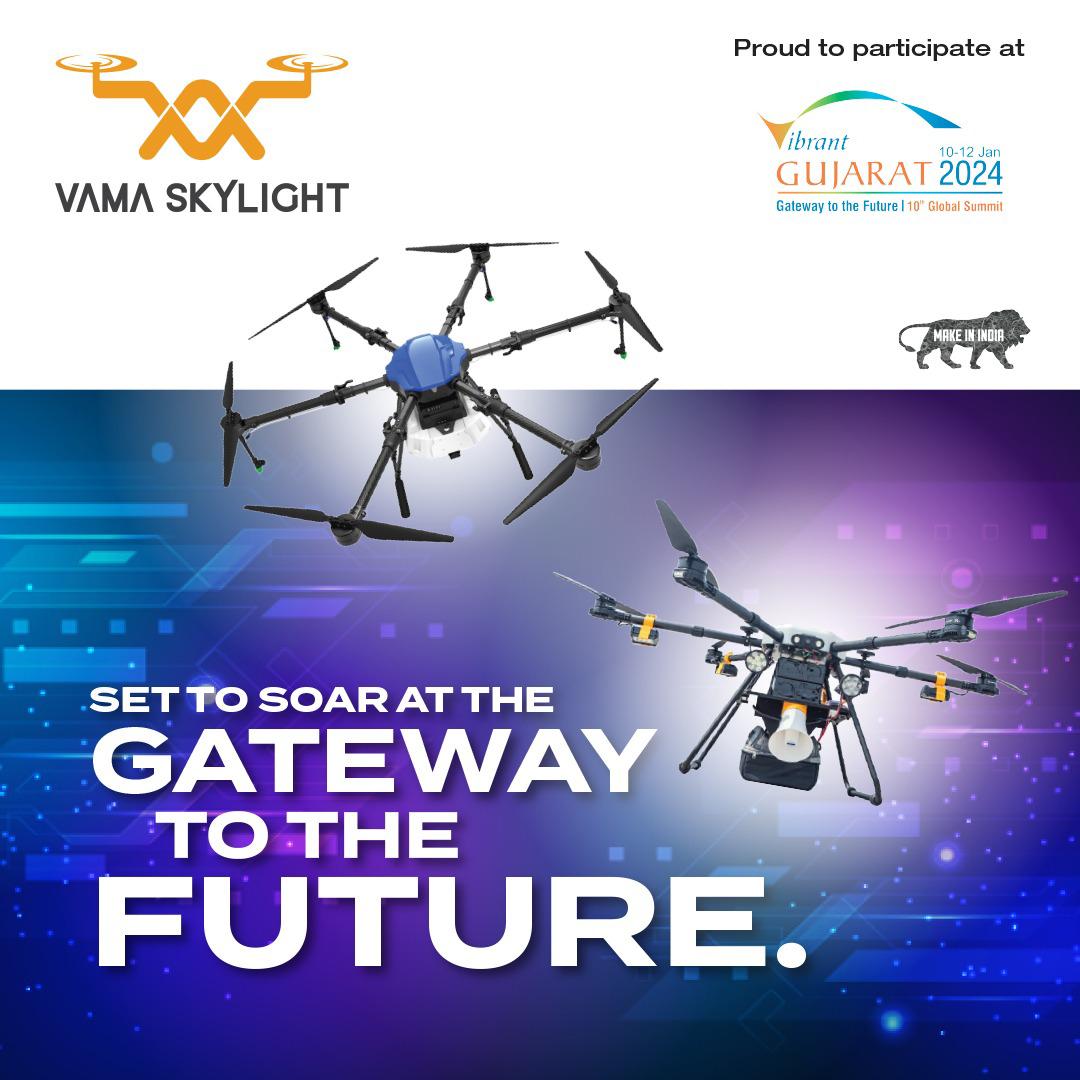 VAMA SKYLIGHT
Proud to participate at
Vibrant
10-12 Jan
GUJARAT 2024
Gateway to the Future | 10th Global Summit
MAKE IN INDIA
SET TO SOAR AT THE
GATEWAY
TO THE
FUTURE.